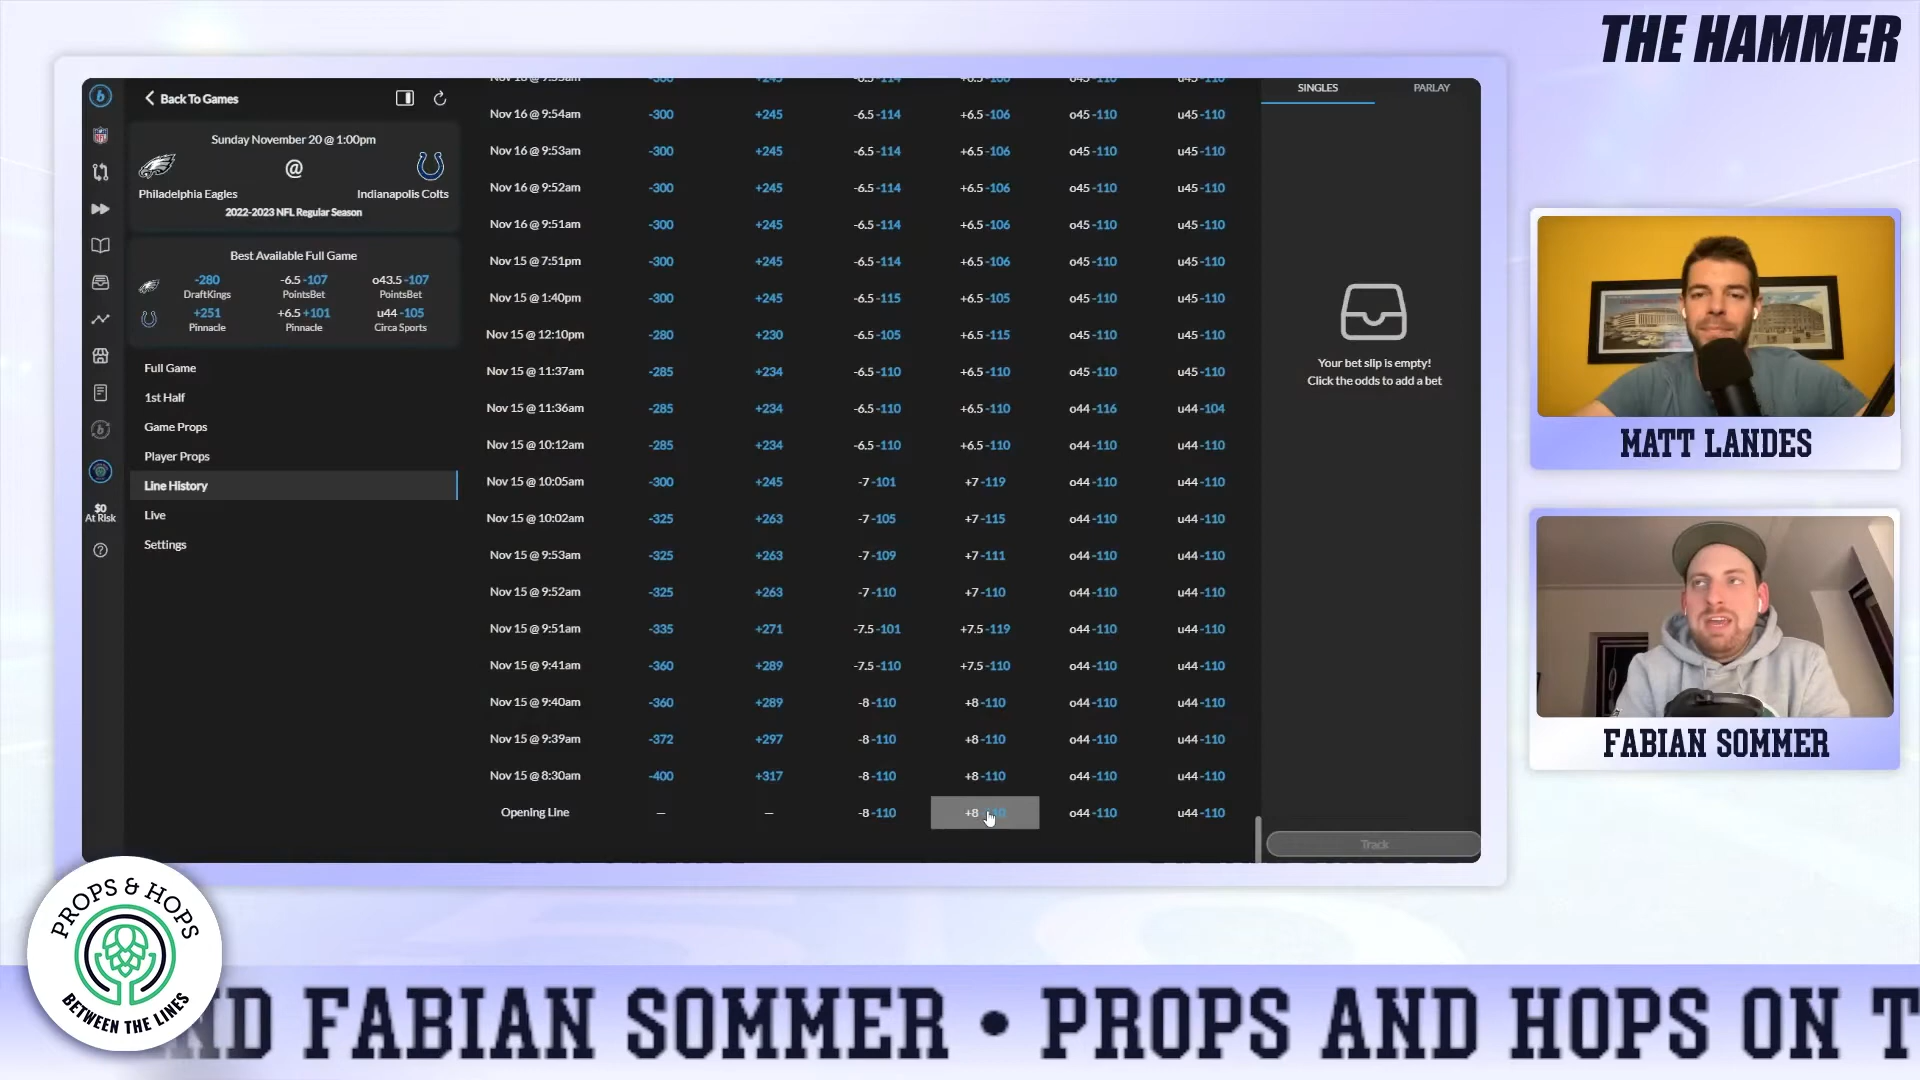 THE HAMMER
Back To Games
Sunday November 20 @ 1:00pm
@
Philadelphia Eagles Indianapolis Colts
2022-2023 NFL Regular Season
Best Available Full Game
-280 -6.5 -107 o43.5 -107
DraftKings PointsBet PointsBet
+251 +6.5 +101 u44 -105
Pinnacle Pinnacle Circa Sports
Full Game
1st Half
Game Props
Player Props
Line History
Live
Settings
$0
At Risk
Nov 16 @ 9:54am -300 +245 -6.5 -114 +6.5 -106 o45 -110 u45 -110
Nov 16 @ 9:53am -300 +245 -6.5 -114 +6.5 -106 o45 -110 u45 -110
Nov 16 @ 9:52am -300 +245 -6.5 -114 +6.5 -106 o45 -110 u45 -110
Nov 16 @ 9:51am -300 +245 -6.5 -114 +6.5 -106 o45 -110 u45 -110
Nov 15 @ 7:51pm -300 +245 -6.5 -114 +6.5 -106 o45 -110 u45 -110
Nov 15 @ 1:40pm -300 +245 -6.5 -115 +6.5 -105 o45 -110 u45 -110
Nov 15 @ 12:10pm -280 +230 -6.5 -105 +6.5 -115 o45 -110 u45 -110
Nov 15 @ 11:37am -285 +234 -6.5 -110 +6.5 -110 o45 -110 u45 -110
Nov 15 @ 11:36am -285 +234 -6.5 -110 +6.5 -110 o44 -116 u44 -104
Nov 15 @ 10:12am -285 +234 -6.5 -110 +6.5 -110 o44 -110 u44 -110
Nov 15 @ 10:05am -300 +245 -7 -101 +7 -119 o44 -110 u44 -110
Nov 15 @ 10:02am -325 +263 -7 -105 +7 -115 o44 -110 u44 -110
Nov 15 @ 9:53am -325 +263 -7 -109 +7 -111 o44 -110 u44 -110
Nov 15 @ 9:52am -325 +263 -7 -110 +7 -110 o44 -110 u44 -110
Nov 15 @ 9:51am -335 +271 -7.5 -101 +7.5 -119 o44 -110 u44 -110
Nov 15 @ 9:41am -360 +289 -7.5 -110 +7.5 -110 o44 -110 u44 -110
Nov 15 @ 9:40am -360 +289 -8 -110 +8 -110 o44 -110 u44 -110
Nov 15 @ 9:39am -372 +297 -8 -110 +8 -110 o44 -110 u44 -110
Nov 15 @ 8:30am -400 +317 -8 -110 +8 -110 o44 -110 u44 -110
Opening Line — — -8 -110 +8 o44 -110 u44 -110
SINGLES PARLAY
Your bet slip is empty!
Click the odds to add a bet
Track
MATT LANDES
FABIAN SOMMER
PROPS & HOPS
BETWEEN THE LINES
ND FABIAN SOMMER • PROPS AND HOPS ON T